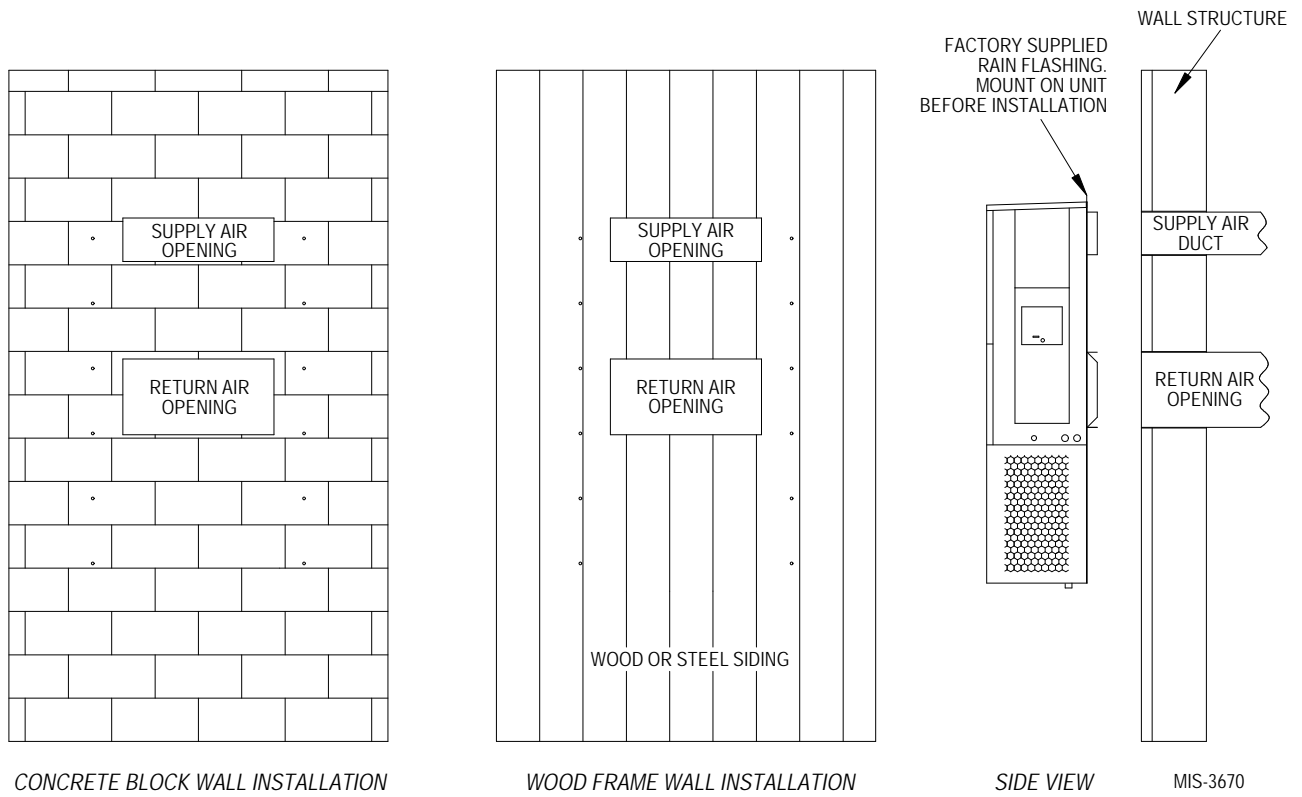 WALL STRUCTURE
FACTORY SUPPLIED
RAIN FLASHING.
MOUNT ON UNIT
BEFORE INSTALLATION
SUPPLY AIR
OPENING
RETURN AIR
OPENING
SUPPLY AIR
OPENING
RETURN AIR
OPENING
WOOD OR STEEL SIDING
SUPPLY AIR
DUCT
RETURN AIR
OPENING
CONCRETE BLOCK WALL INSTALLATION
WOOD FRAME WALL INSTALLATION
SIDE VIEW
MIS-3670